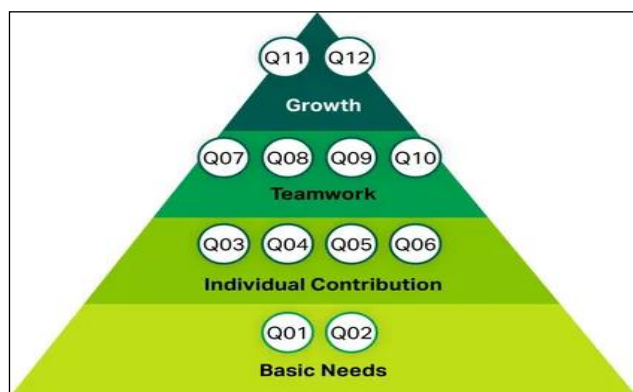 Q11 Q12
Growth
Q07 Q08 Q09 Q10
Teamwork
Q03 Q04 Q05 Q06
Individual Contribution
Q01 Q02
Basic Needs